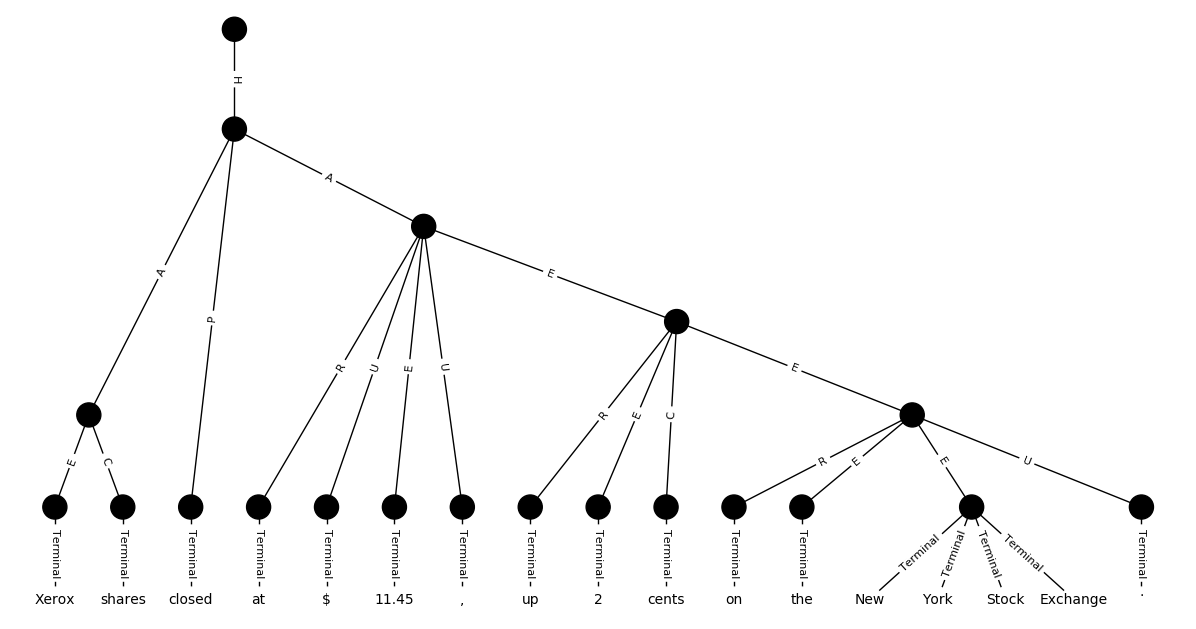 H
A
A
P
E
R
U
E
U
E
R
E
C
E
C
R
E
E
U
Terminal Terminal Terminal Terminal Terminal Terminal Terminal Terminal Terminal Terminal Terminal Terminal Terminal Terminal Terminal Terminal Terminal
Xerox shares closed at $ 11.45 , up 2 cents on the New York Stock Exchange .